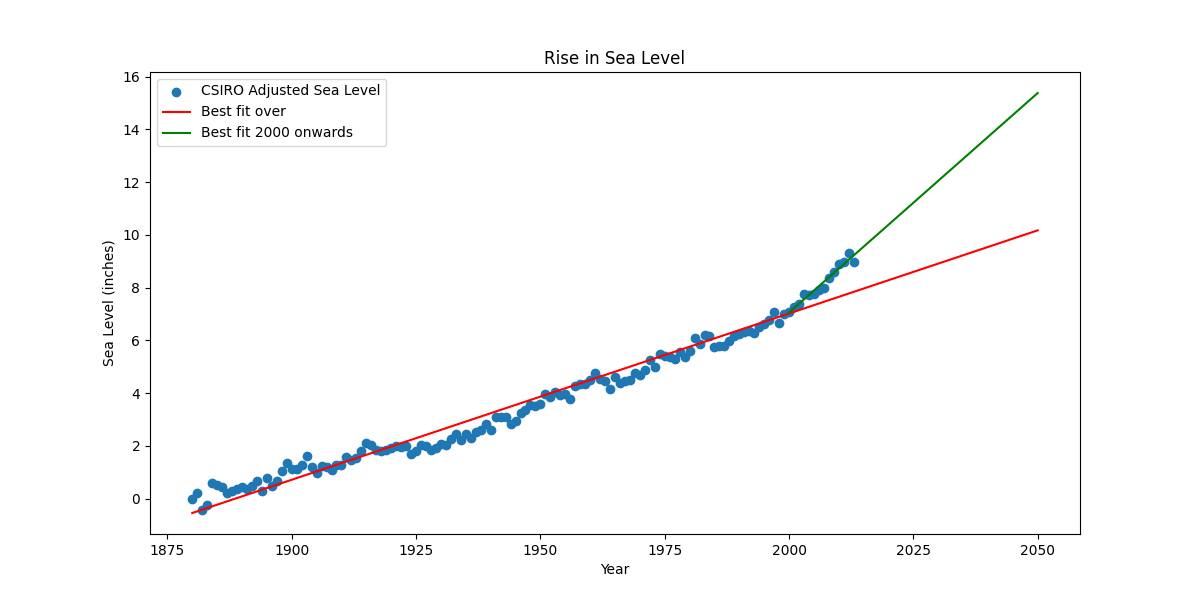 Rise in Sea Level
CSIRO Adjusted Sea Level
Best fit over
Best fit 2000 onwards
Sea Level (inches)
16
14
12
10
8
6
4
2
0
1875 1900 1925 1950 1975 2000 2025 2050
Year